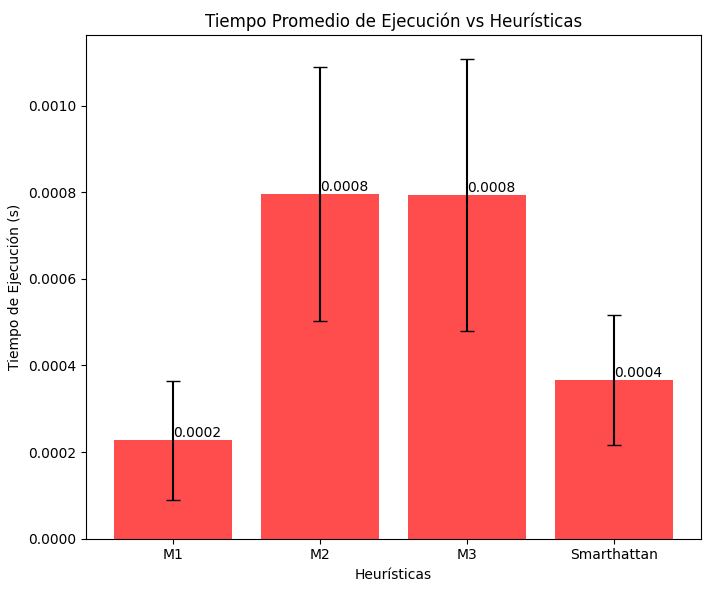 Tiempo Promedio de Ejecución vs Heurísticas
Tiempo de Ejecución (s)
0.0010
0.0008
0.0006
0.0004
0.0002
0.0000
0.0002
0.0008
0.0008
0.0004
M1
M2
M3
Smarthattan
Heurísticas